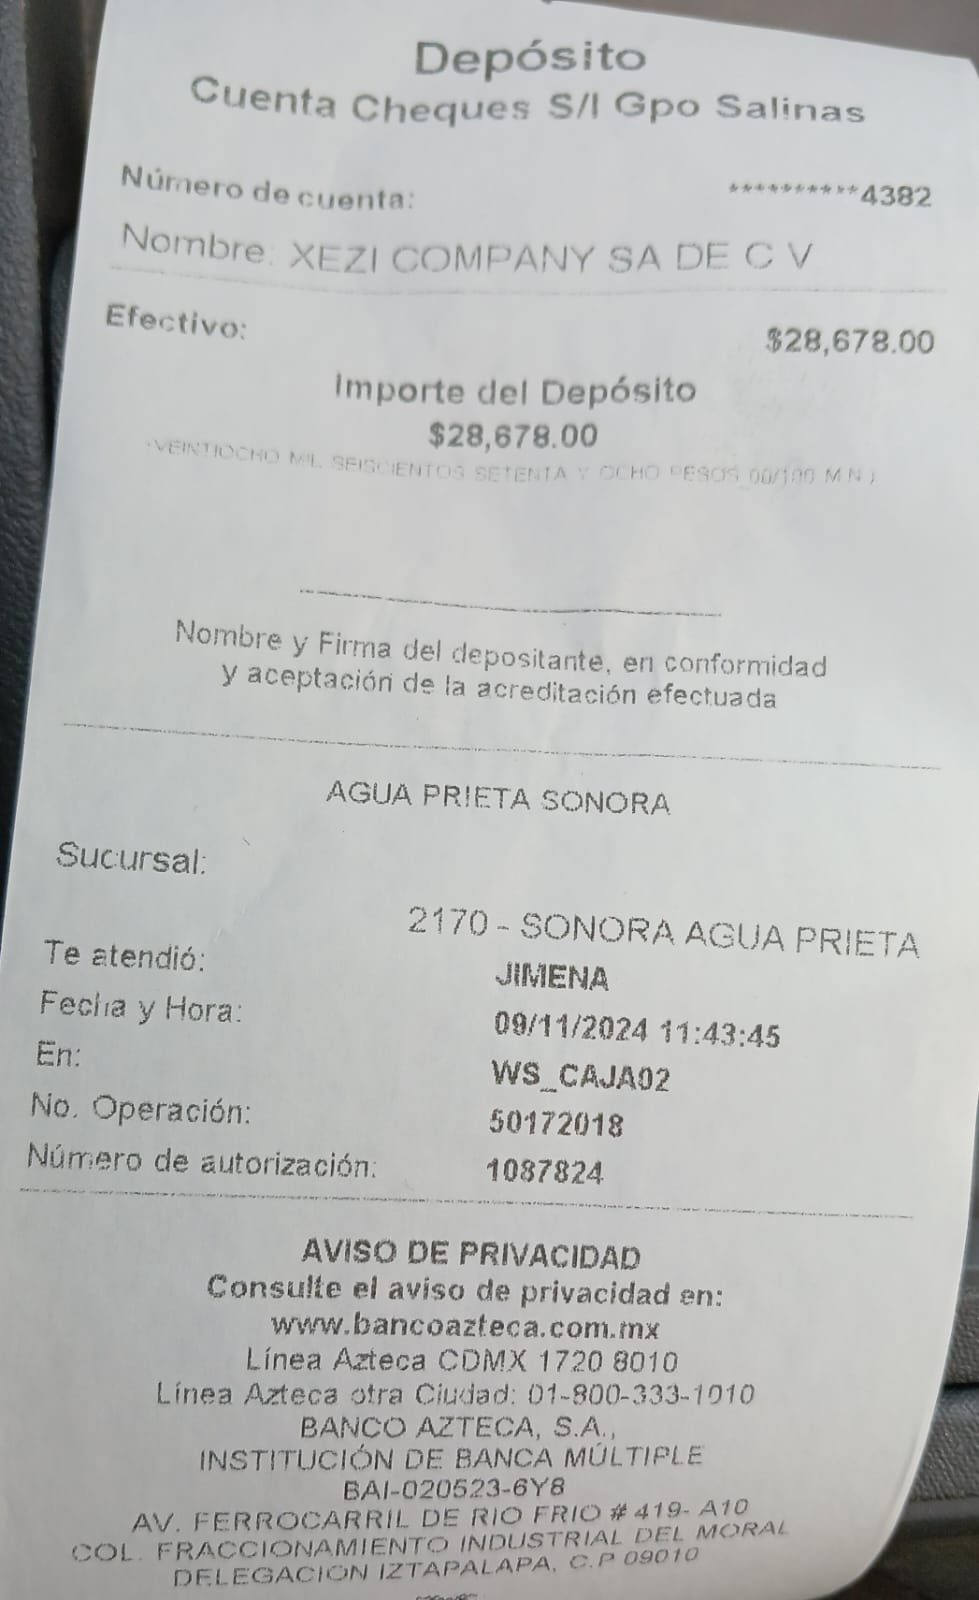 Depósito
Cuenta Cheques S/I Gpo Salinas
Número de cuenta: **********4382
Nombre: XEZI COMPANY SA DE C V
Efectivo: $28,678.00
Importe del Depósito
$28,678.00
(VEINTIOCHO MIL SEISCIENTOS SETENTA Y OCHO PESOS 00/100 M.N.)
Nombre y Firma del depositante, en conformidad
y aceptación de la acreditación efectuada
AGUA PRIETA SONORA
Sucursal:
2170 - SONORA AGUA PRIETA
Te atendió: JIMENA
Fecha y Hora: 09/11/2024 11:43:45
En: WS_CAJA02
No. Operación: 50172018
Número de autorización: 1087824
AVISO DE PRIVACIDAD
Consulte el aviso de privacidad en:
www.bancoazteca.com.mx
Línea Azteca CDMX 1720 8010
Línea Azteca otra Ciudad: 01-800-333-1010
BANCO AZTECA, S.A.,
INSTITUCIÓN DE BANCA MÚLTIPLE
BAI-020523-6Y8
AV. FERROCARRIL DE RIO FRIO # 419- A10
COL. FRACCIONAMIENTO INDUSTRIAL DEL MORAL
DELEGACION IZTAPALAPA, C.P 09010